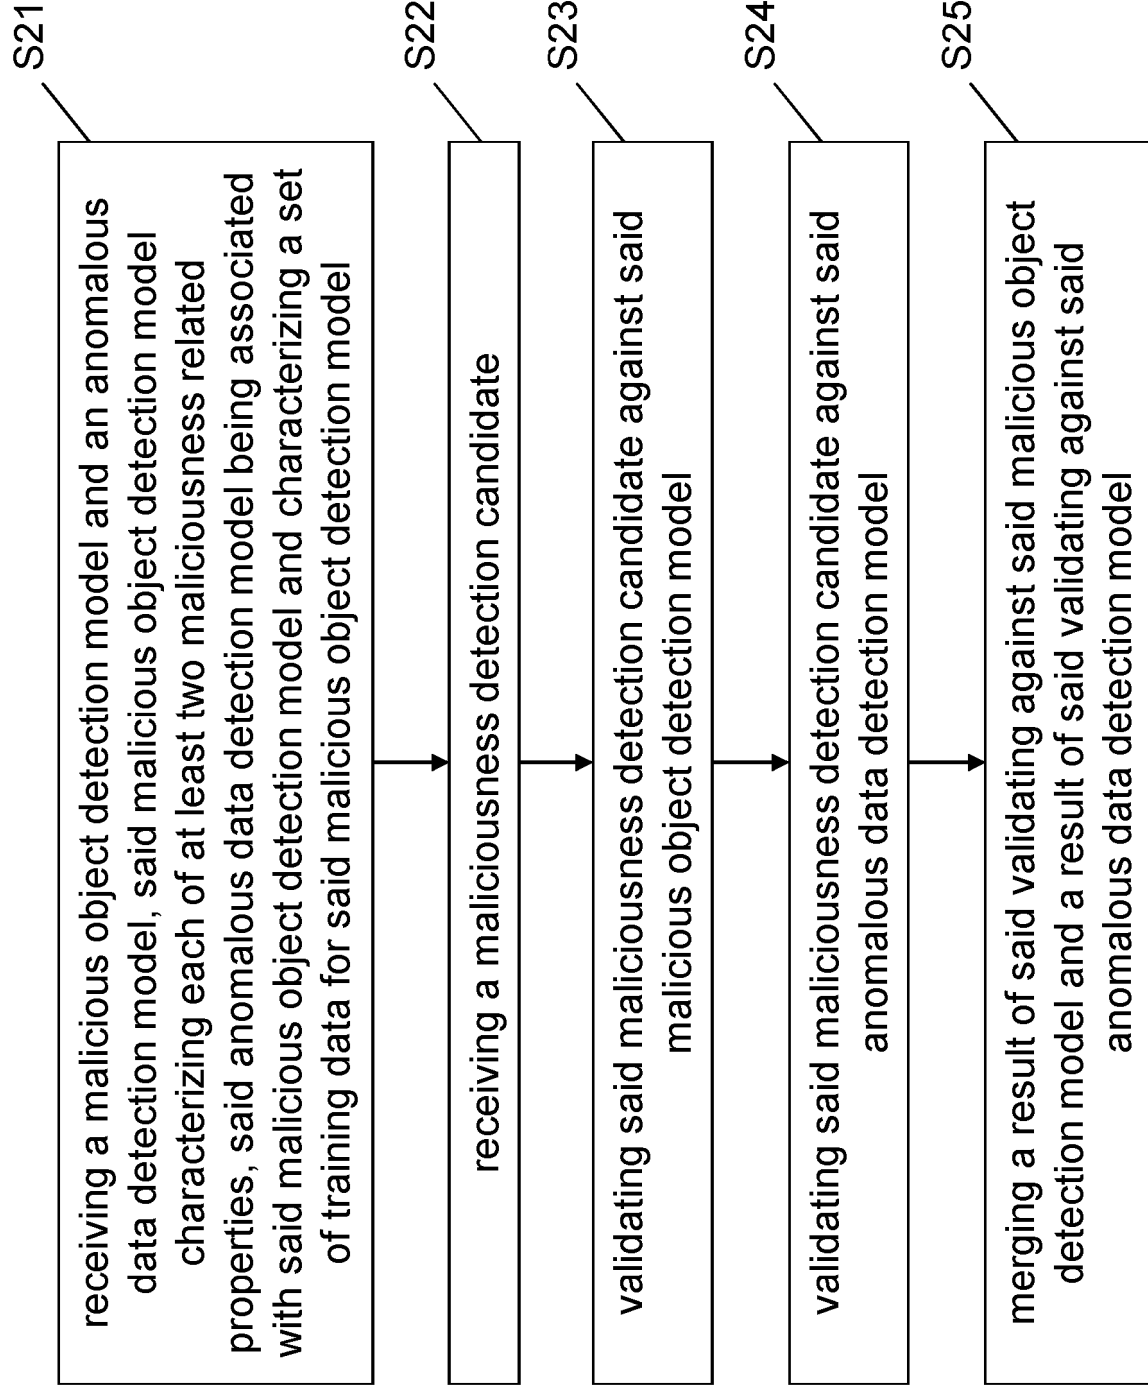 S21
receiving a malicious object detection model and an anomalous
data detection model, said malicious object detection model
characterizing each of at least two maliciousness related
properties, said anomalous data detection model being associated
with said malicious object detection model and characterizing a set
of training data for said malicious object detection model
S22
receiving a maliciousness detection candidate
S23
validating said maliciousness detection candidate against said
malicious object detection model
S24
validating said maliciousness detection candidate against said
anomalous data detection model
S25
merging a result of said validating against said malicious object
detection model and a result of said validating against said
anomalous data detection model